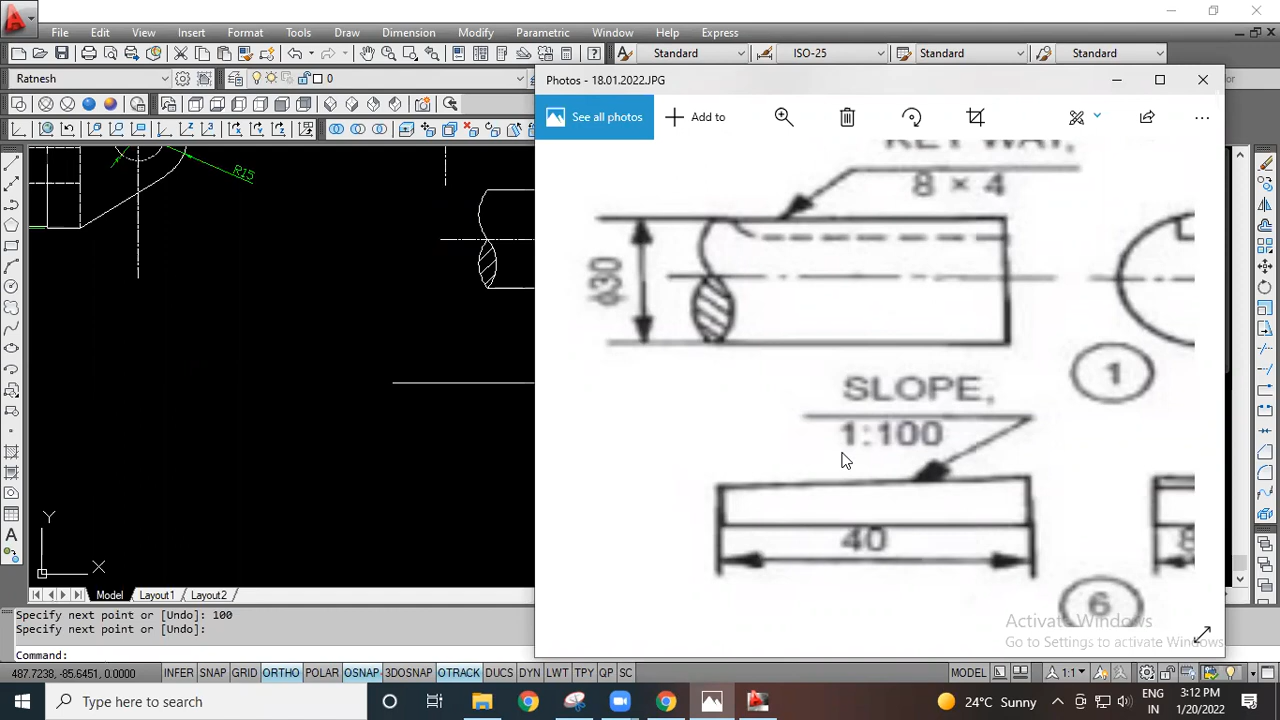 File Edit View Insert Format Tools Draw Dimension Modify Parametric Window Help Express
Standard ISO-25 Standard Standard
Ratnesh 0
Photos - 18.01.2022.JPG
See all photos Add to
R15
KEY WAY,
8 × 4
ϕ30
1
SLOPE,
1:100
40
8
6
Y
X
Model Layout1 Layout2
Activate Windows
Go to Settings to activate Windows
Specify next point or [Undo]: 100
Specify next point or [Undo]:
Command:
487.7238, -85.6451, 0.0000 INFER SNAP GRID ORTHO POLAR OSNAP 3DOSNAP OTRACK DUCS DYN LWT TPY QP SC MODEL 1:1
Type here to search
24°C Sunny
ENG
IN
3:12 PM
1/20/2022